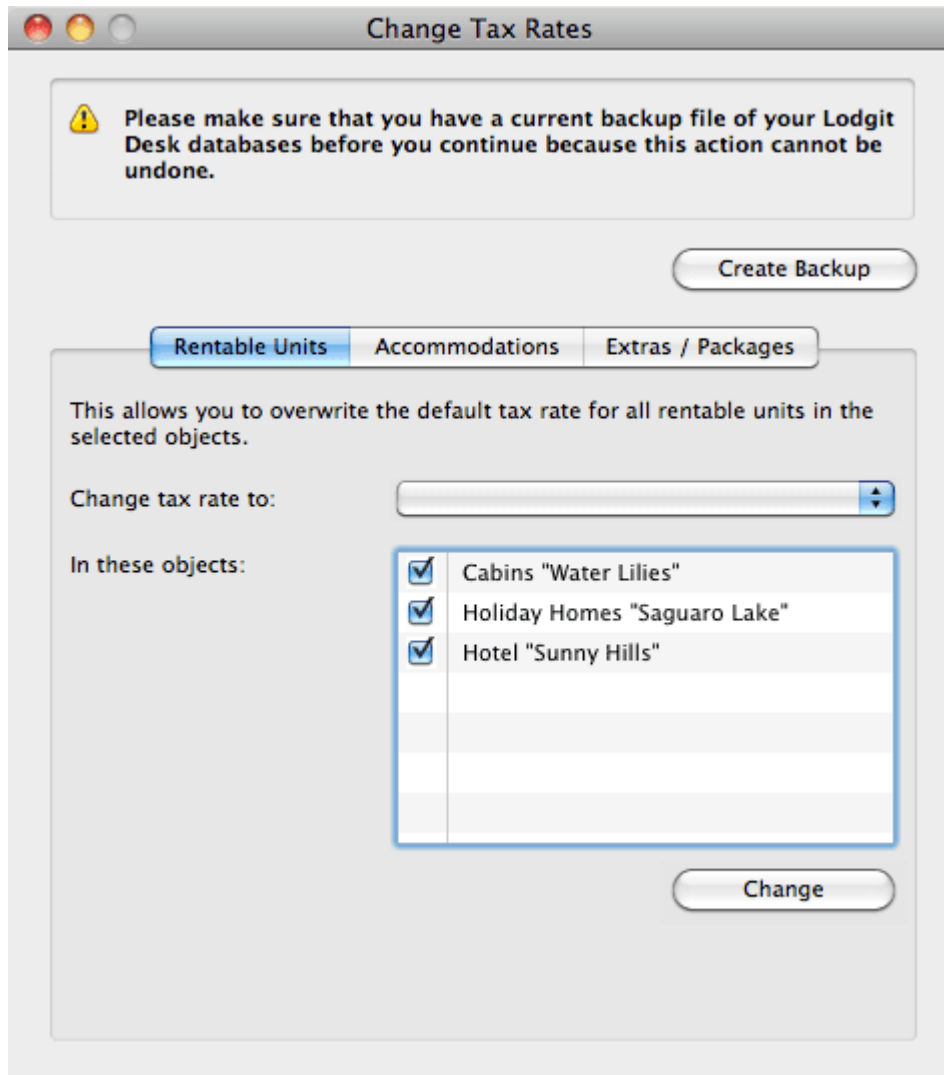 Change Tax Rates
Please make sure that you have a current backup file of your Lodgit
Desk databases before you continue because this action cannot be
undone.
Create Backup
Rentable Units Accommodations Extras / Packages
This allows you to overwrite the default tax rate for all rentable units in the
selected objects.
Change tax rate to:
In these objects:
Cabins "Water Lilies"
Holiday Homes "Saguaro Lake"
Hotel "Sunny Hills"
Change